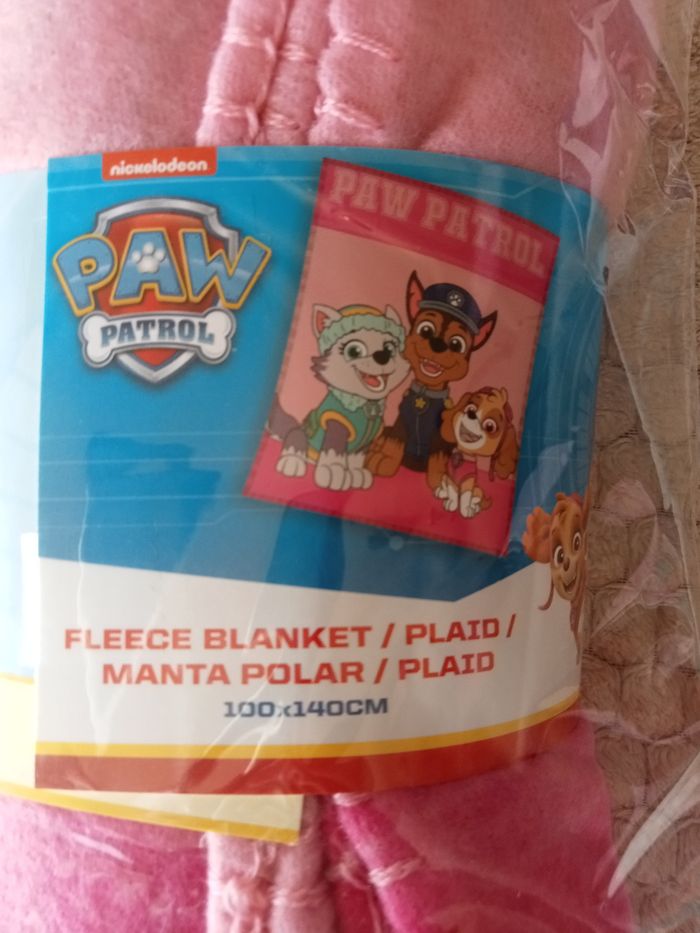 nickelodeon
PAW
PATROL
PAW PATROL
FLEECE BLANKET / PLAID /
MANTA POLAR / PLAID
100x140CM